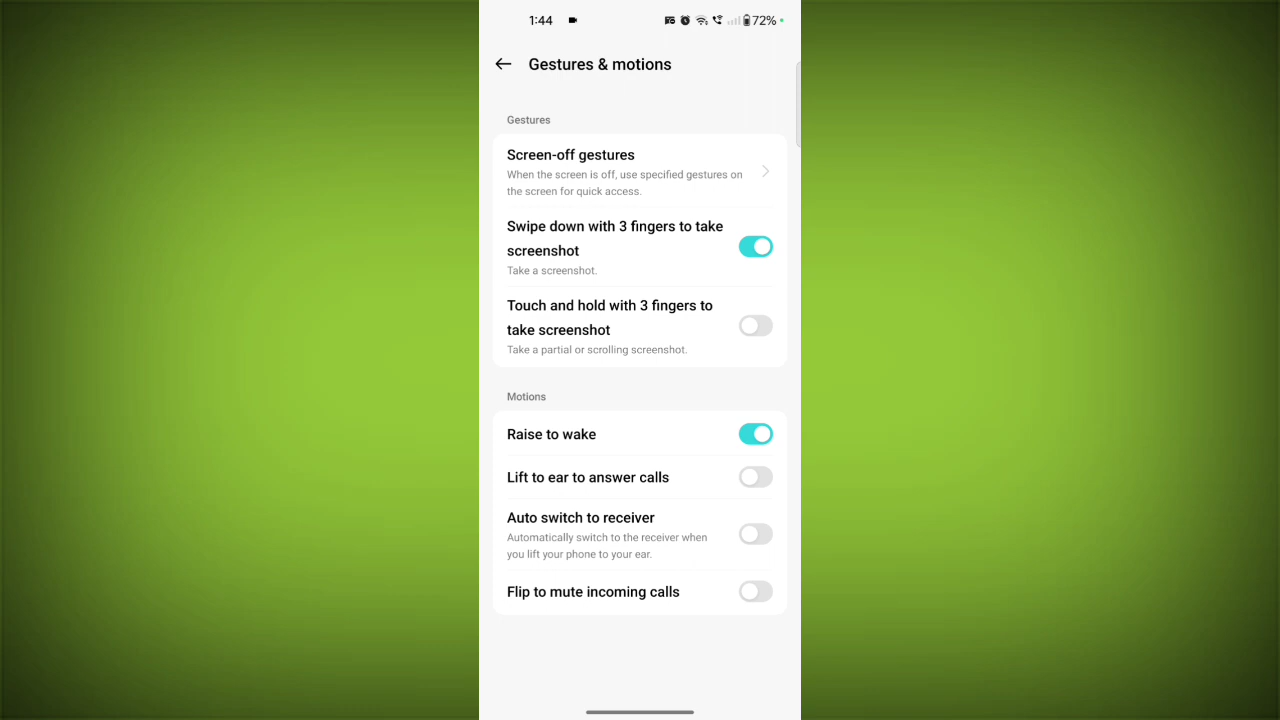 1:44
72%
Gestures & motions
Gestures
Screen-off gestures
When the screen is off, use specified gestures on
the screen for quick access.
Swipe down with 3 fingers to take
screenshot
Take a screenshot.
Touch and hold with 3 fingers to
take screenshot
Take a partial or scrolling screenshot.
Motions
Raise to wake
Lift to ear to answer calls
Auto switch to receiver
Automatically switch to the receiver when
you lift your phone to your ear.
Flip to mute incoming calls